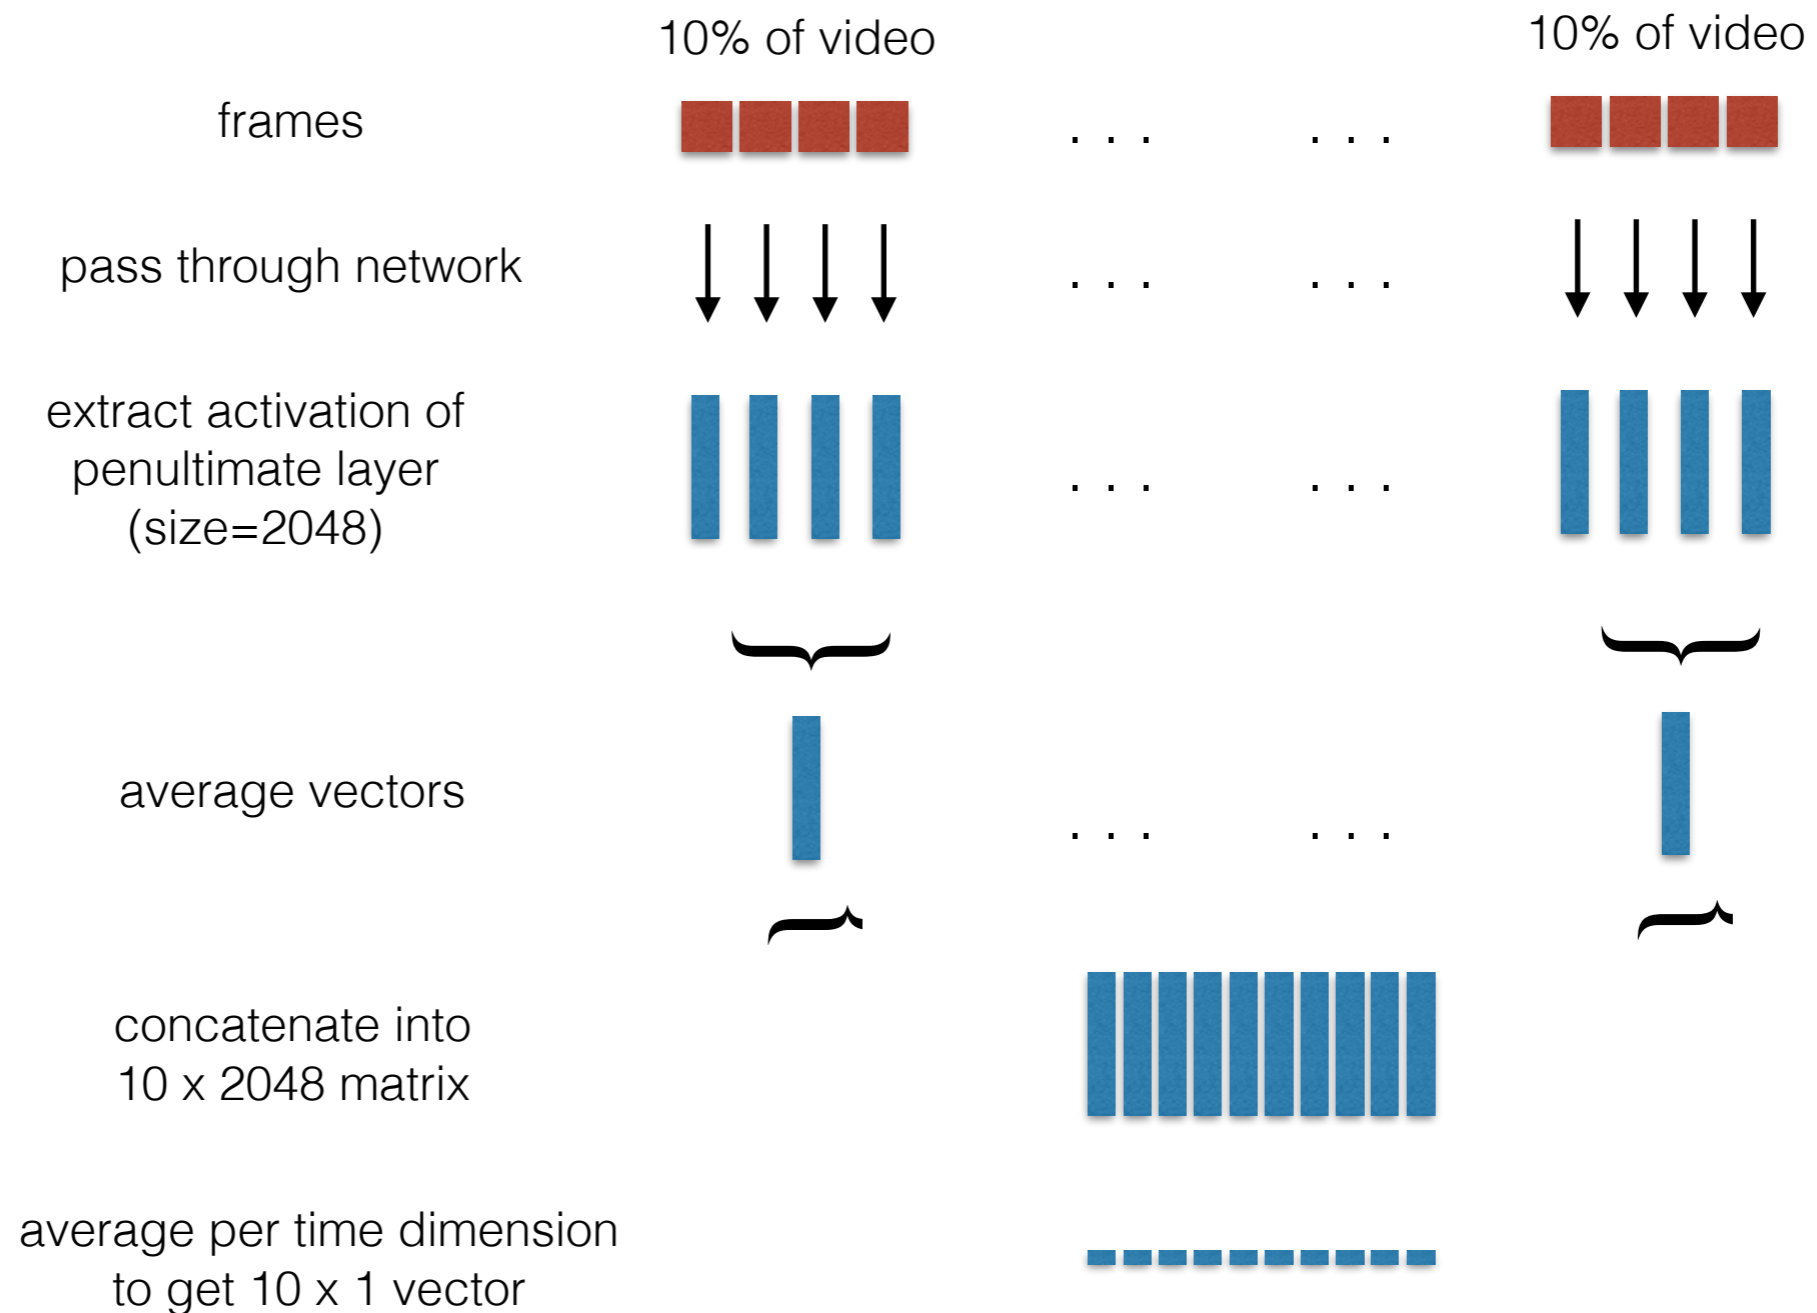 10% of video
10% of video
frames
. . .
. . .
pass through network
. . .
. . .
extract activation of
penultimate layer
(size=2048)
. . .
. . .
average vectors
. . .
. . .
concatenate into
10 x 2048 matrix
average per time dimension
to get 10 x 1 vector